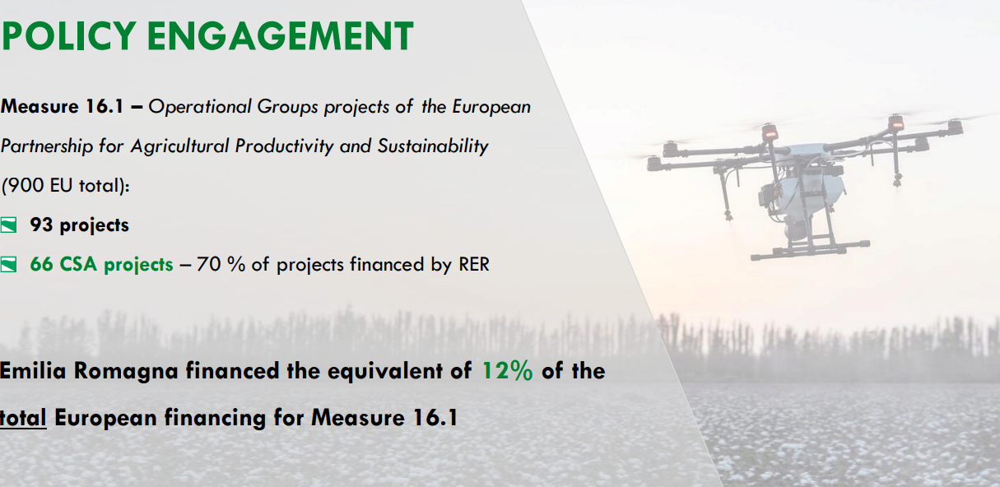 POLICY ENGAGEMENT
Measure 16.1 – Operational Groups projects of the European
Partnership for Agricultural Productivity and Sustainability
(900 EU total):
93 projects
66 CSA projects – 70 % of projects financed by RER
Emilia Romagna financed the equivalent of 12% of the
total European financing for Measure 16.1